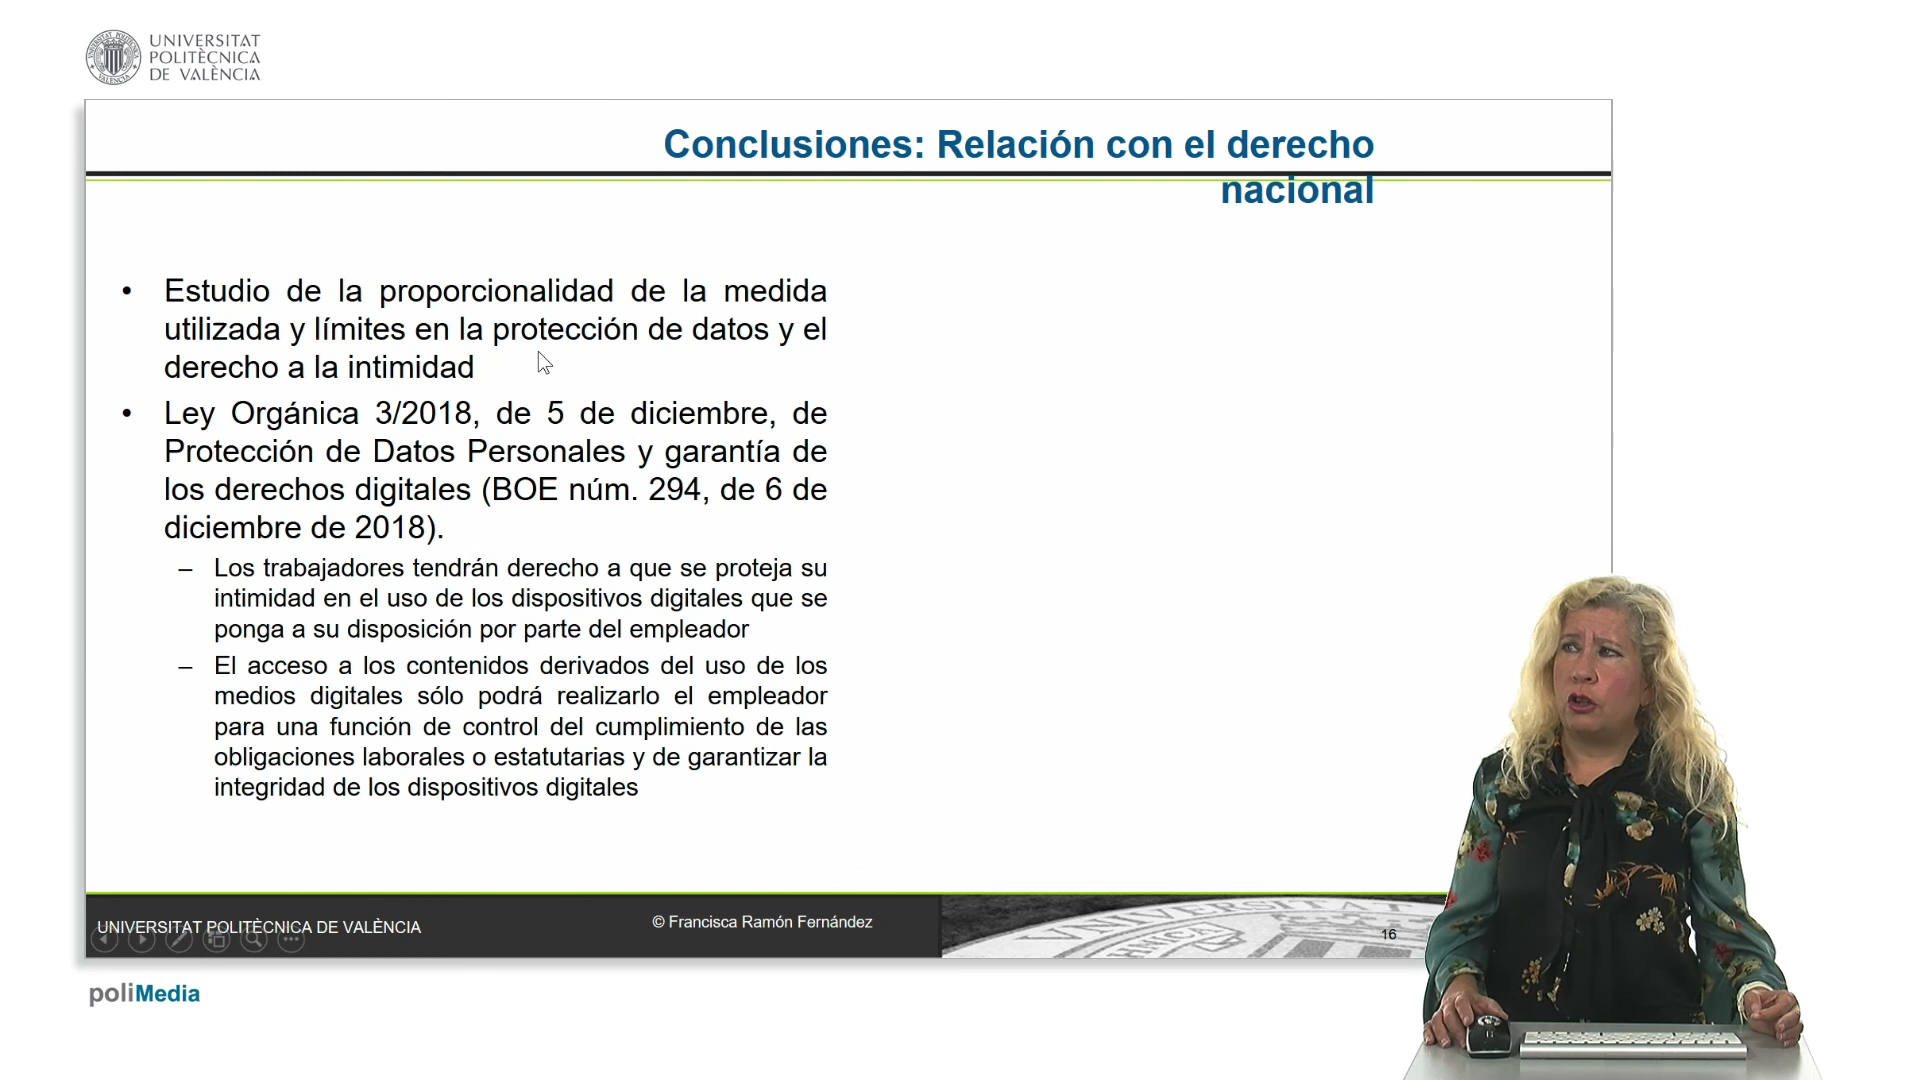 UNIVERSITAT
POLITÈCNICA
DE VALÈNCIA
Conclusiones: Relación con el derecho
nacional
• Estudio de la proporcionalidad de la medida
utilizada y límites en la protección de datos y el
derecho a la intimidad
• Ley Orgánica 3/2018, de 5 de diciembre, de
Protección de Datos Personales y garantía de
los derechos digitales (BOE núm. 294, de 6 de
diciembre de 2018).
– Los trabajadores tendrán derecho a que se proteja su
intimidad en el uso de los dispositivos digitales que se
ponga a su disposición por parte del empleador
– El acceso a los contenidos derivados del uso de los
medios digitales sólo podrá realizarlo el empleador
para una función de control del cumplimiento de las
obligaciones laborales o estatutarias y de garantizar la
integridad de los dispositivos digitales
UNIVERSITAT POLITÈCNICA DE VALÈNCIA
© Francisca Ramón Fernández
16
poliMedia